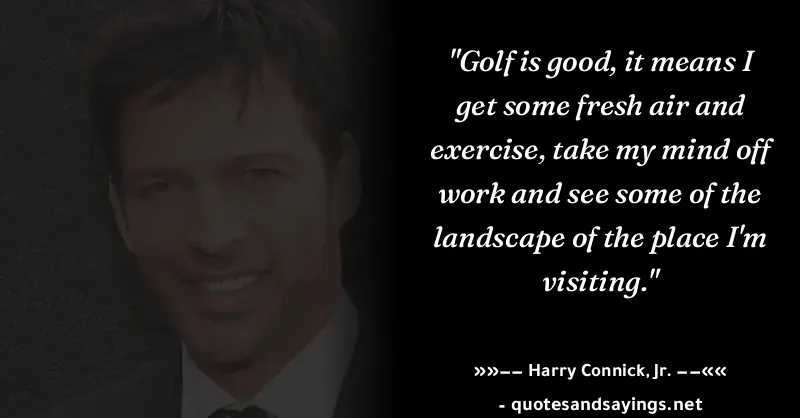 "Golf is good, it means I
get some fresh air and
exercise, take my mind off
work and see some of the
landscape of the place I'm
visiting."
»»–– Harry Connick, Jr. ––««
- quotesandsayings.net